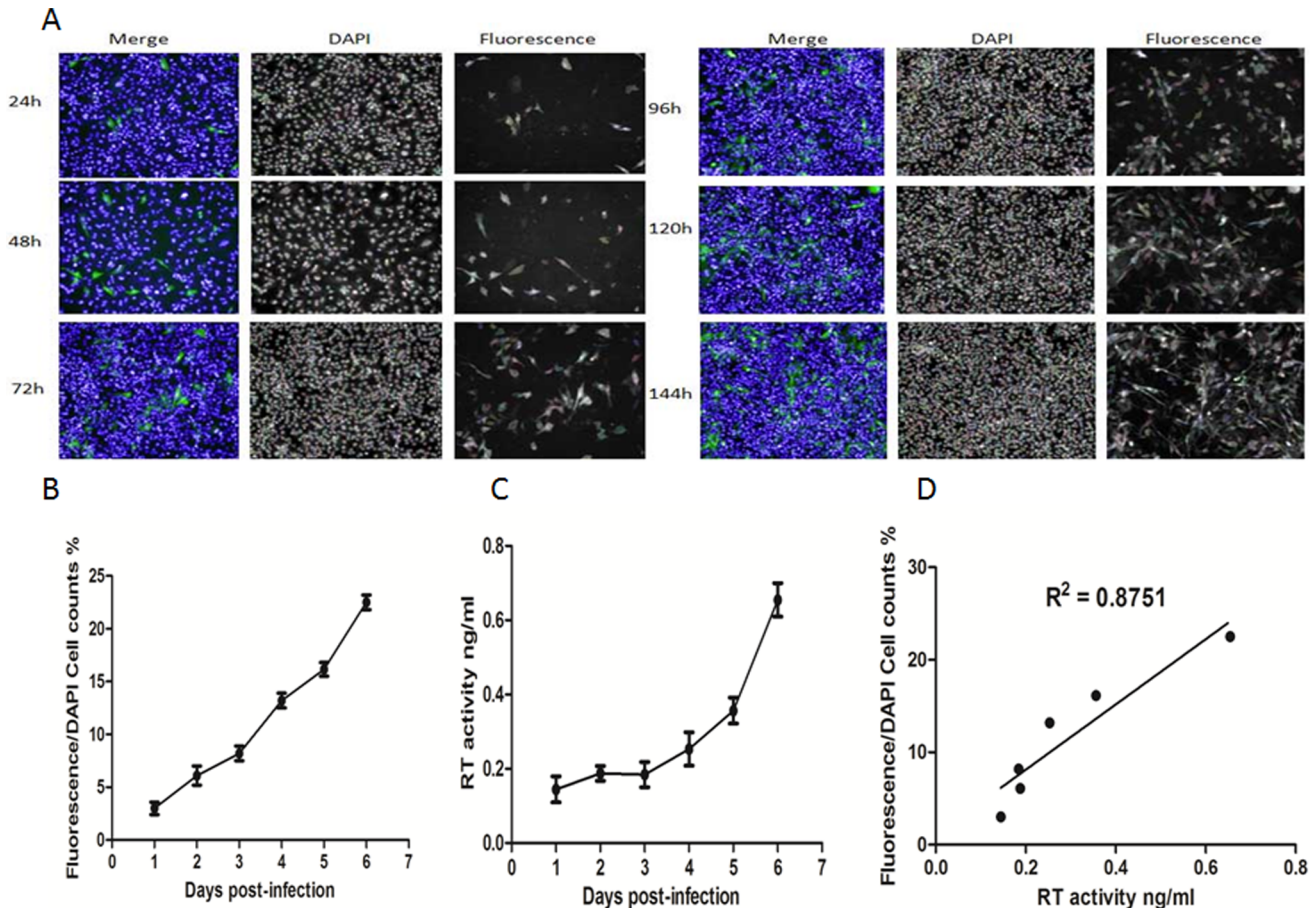 A
Merge DAPI Fluorescence Merge DAPI Fluorescence
24h
96h
48h
120h
72h
144h
B
Fluorescence/DAPI Cell counts %
25
20
15
10
5
0
0 1 2 3 4 5 6 7
Days post-infection
C
RT activity ng/ml
0.8
0.6
0.4
0.2
0.0
0 1 2 3 4 5 6 7
Days post-infection
D
Fluorescence/DAPI Cell counts %
30
20
10
0
R² = 0.8751
0.0 0.2 0.4 0.6 0.8
RT activity ng/ml